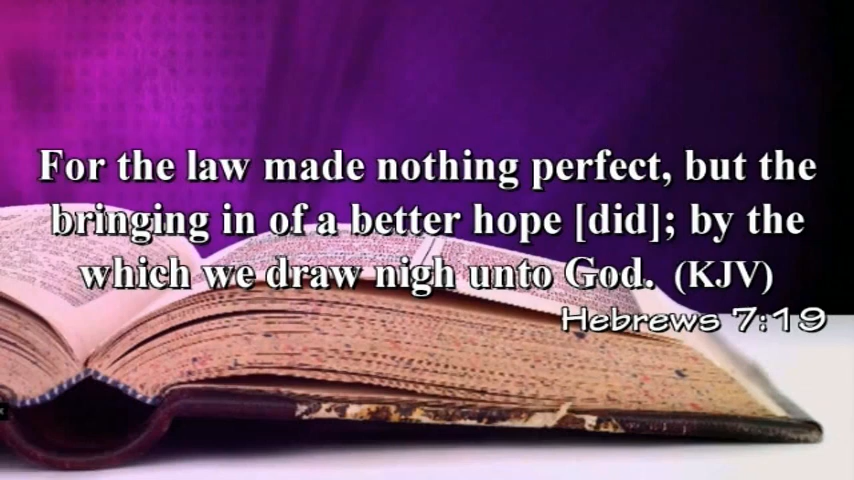 For the law made nothing perfect, but the
bringing in of a better hope [did]; by the
which we draw nigh unto God. (KJV)
Hebrews 7:19